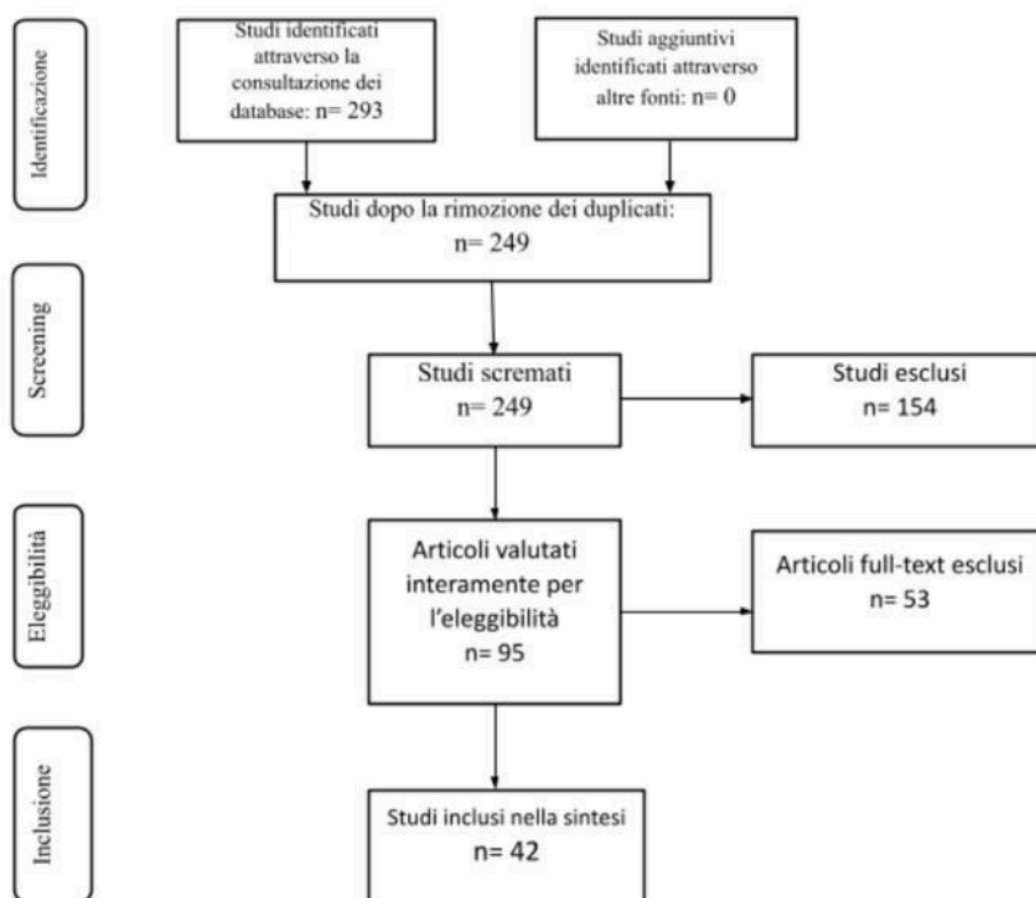 Identificazione
Studi identificati
attraverso la
consultazione dei
database: n= 293
Studi aggiuntivi
identificati attraverso
altre fonti: n= 0
Studi dopo la rimozione dei duplicati:
n= 249
Screening
Studi scremati
n= 249
Studi esclusi
n= 154
Eleggibilità
Articoli valutati
interamente per
l'eleggibilità
n= 95
Articoli full-text esclusi
n= 53
Inclusione
Studi inclusi nella sintesi
n= 42